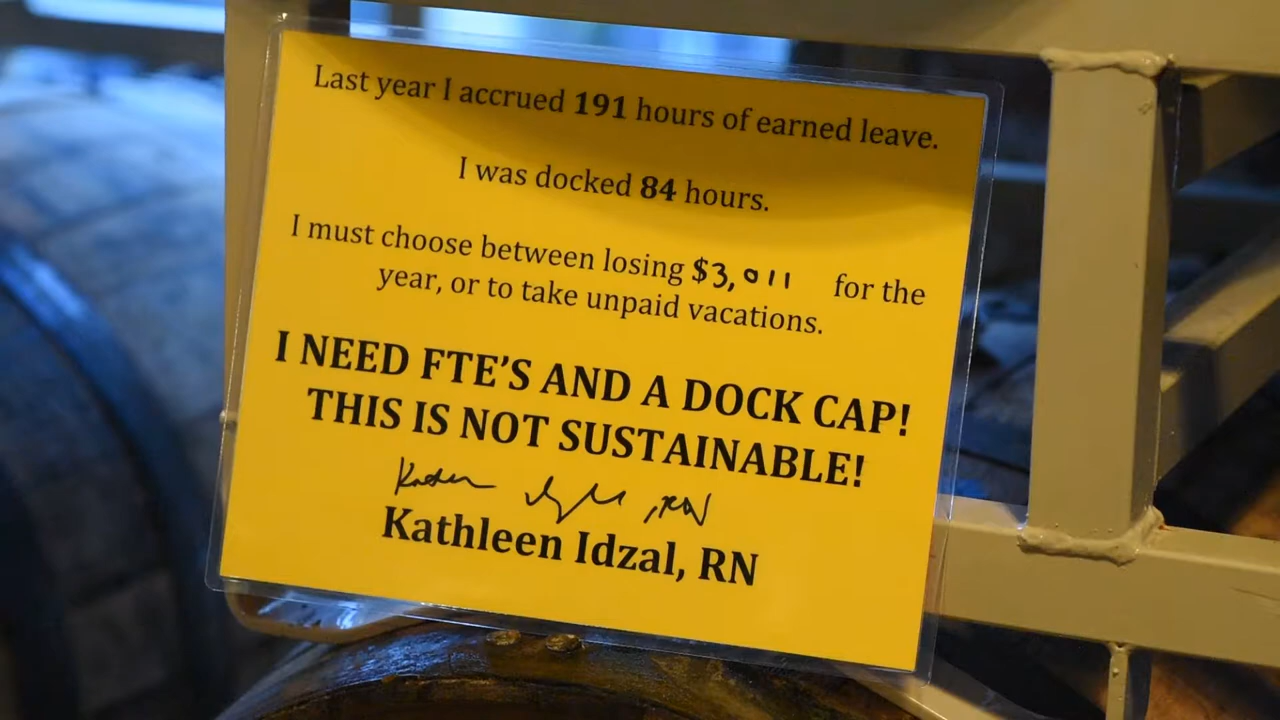 Last year I accrued 191 hours of earned leave.
I was docked 84 hours.
I must choose between losing $3,011 for the
year, or to take unpaid vacations.
I NEED FTE’S AND A DOCK CAP!
THIS IS NOT SUSTAINABLE!
, RN
Kathleen Idzal, RN